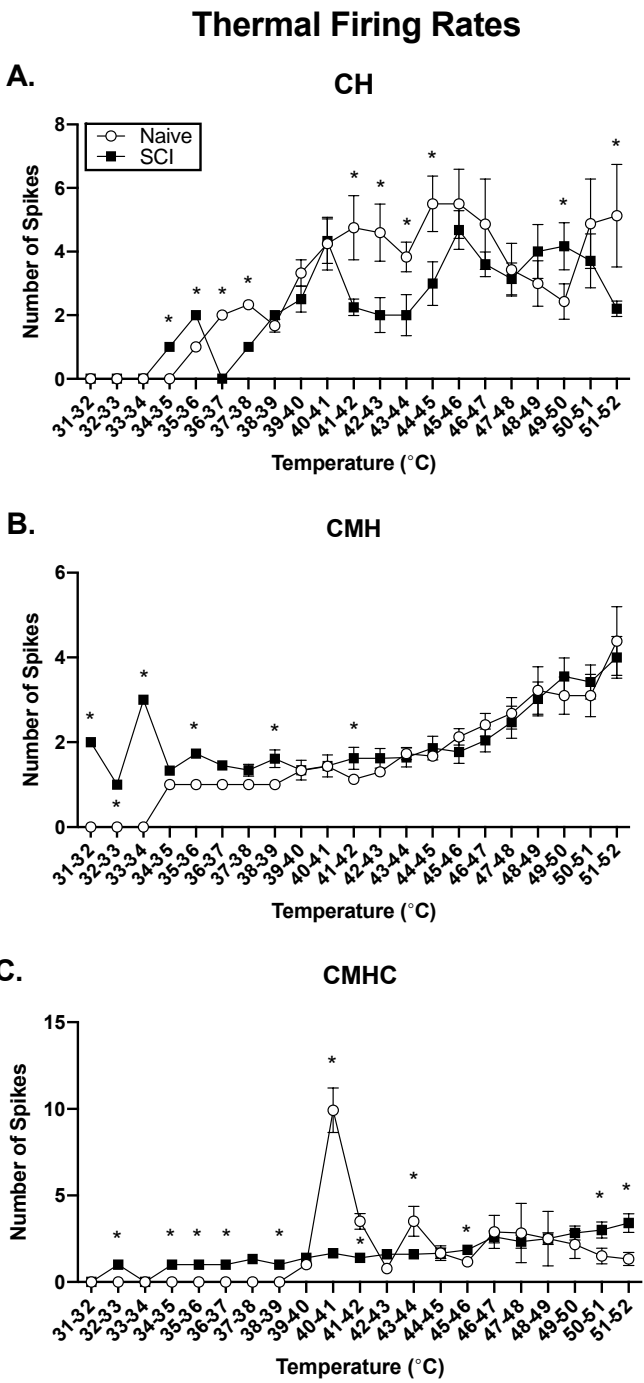 Thermal Firing Rates
A.
CH
Naive
SCI
Number of Spikes
8
6
4
2
0
* * * * * * * * * *
31-32 32-33 33-34 34-35 35-36 36-37 37-38 38-39 39-40 40-41 41-42 42-43 43-44 44-45 45-46 46-47 47-48 48-49 49-50 50-51 51-52
Temperature (°C)
B.
CMH
Number of Spikes
6
4
2
0
* * * * * *
31-32 32-33 33-34 34-35 35-36 36-37 37-38 38-39 39-40 40-41 41-42 42-43 43-44 44-45 45-46 46-47 47-48 48-49 49-50 50-51 51-52
Temperature (°C)
C.
CMHC
Number of Spikes
15
10
5
0
* * * * * * * * * * *
31-32 32-33 33-34 34-35 35-36 36-37 37-38 38-39 39-40 40-41 41-42 42-43 43-44 44-45 45-46 46-47 47-48 48-49 49-50 50-51 51-52
Temperature (°C)